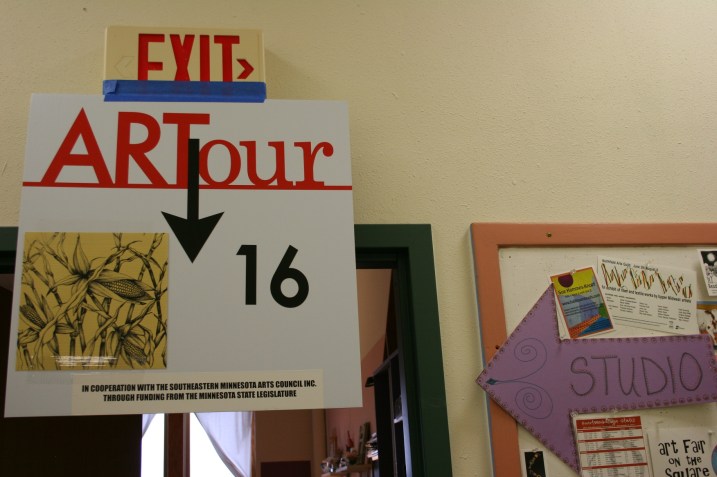 EXIT
ARTour
16
IN COOPERATION WITH THE SOUTHEASTERN MINNESOTA ARTS COUNCIL INC.
THROUGH FUNDING FROM THE MINNESOTA STATE LEGISLATURE
STUDIO
art Fair
ON THE
SQuare